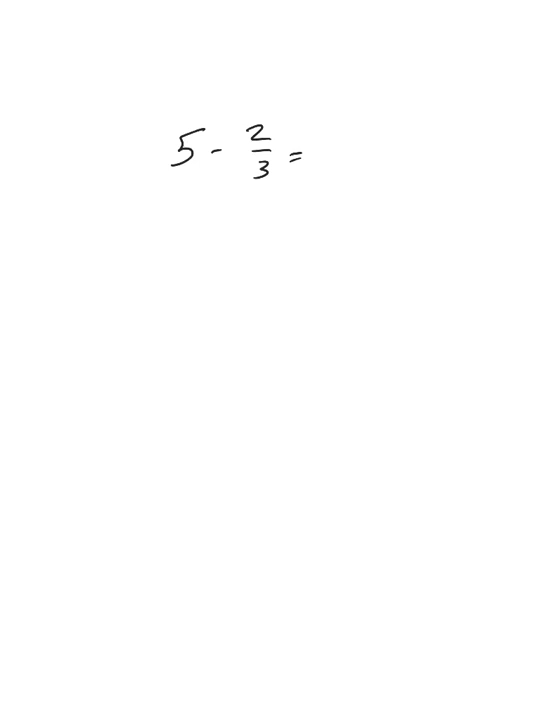 5 - 2/3 =